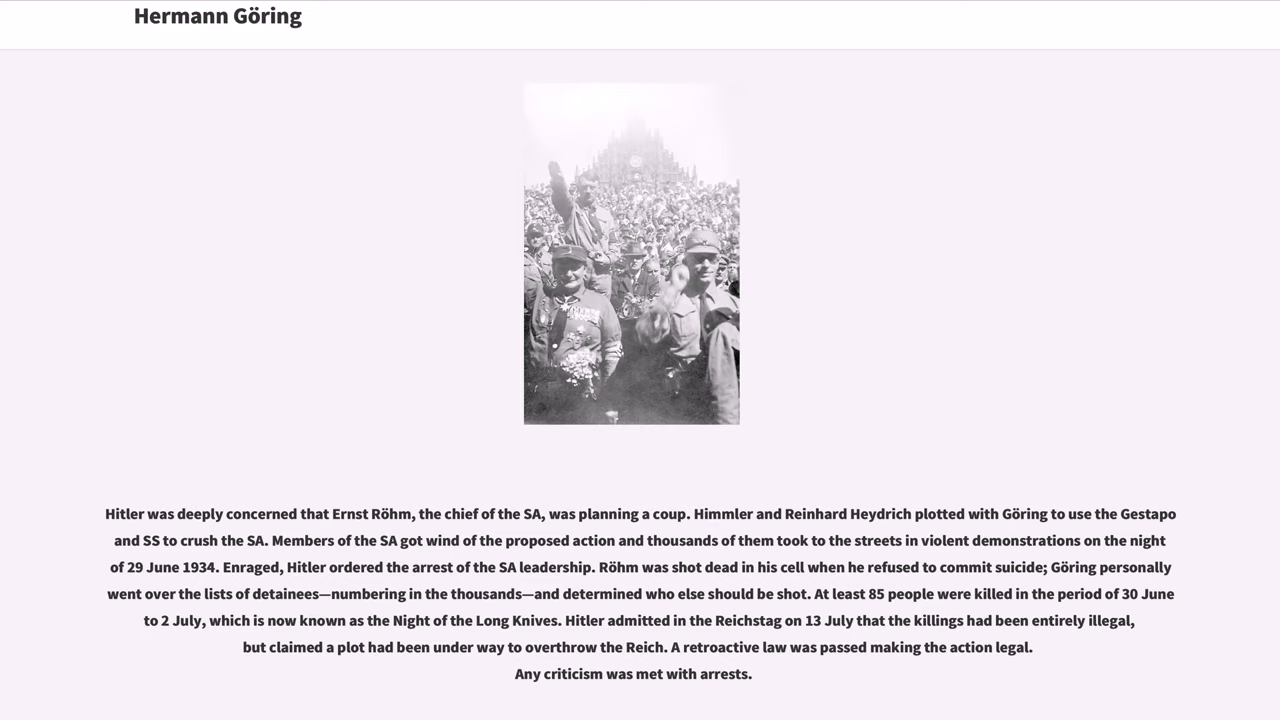 Hermann Göring
Hitler was deeply concerned that Ernst Röhm, the chief of the SA, was planning a coup. Himmler and Reinhard Heydrich plotted with Göring to use the Gestapo
and SS to crush the SA. Members of the SA got wind of the proposed action and thousands of them took to the streets in violent demonstrations on the night
of 29 June 1934. Enraged, Hitler ordered the arrest of the SA leadership. Röhm was shot dead in his cell when he refused to commit suicide; Göring personally
went over the lists of detainees—numbering in the thousands—and determined who else should be shot. At least 85 people were killed in the period of 30 June
to 2 July, which is now known as the Night of the Long Knives. Hitler admitted in the Reichstag on 13 July that the killings had been entirely illegal,
but claimed a plot had been under way to overthrow the Reich. A retroactive law was passed making the action legal.
Any criticism was met with arrests.